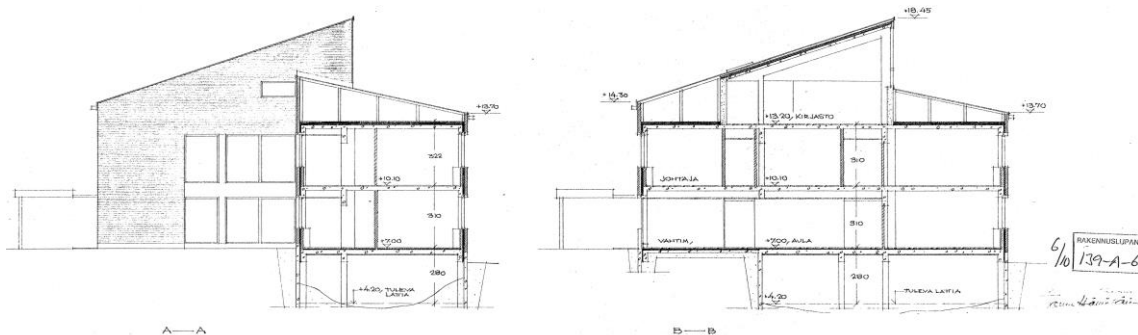 +13.70
322
+10.10
310
+7.00
280
+4.20, TULEVA
LATTIA
A—A
+18.45
+14.30
+13.70
+13.20, KIRJASTO
310
JOHTAJA
+10.10
310
VAHTIM,
+7.00, AULA
280
+4.20
TULEVA
LATTIA
B—B
6/10
RAKENNUSLUPAN
139-A-6